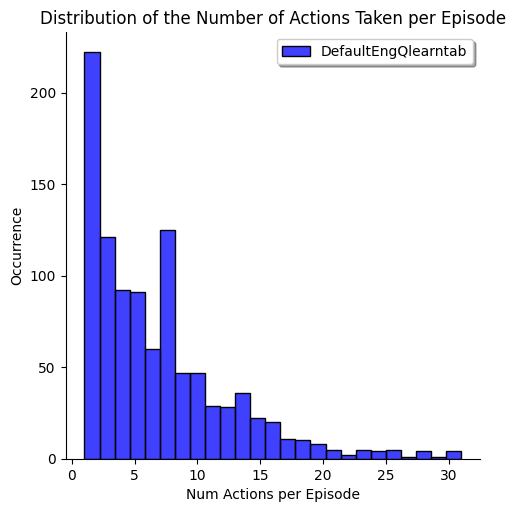 Distribution of the Number of Actions Taken per Episode
DefaultEngQlearntab
200
150
100
50
0
Occurrence
0 5 10 15 20 25 30
Num Actions per Episode